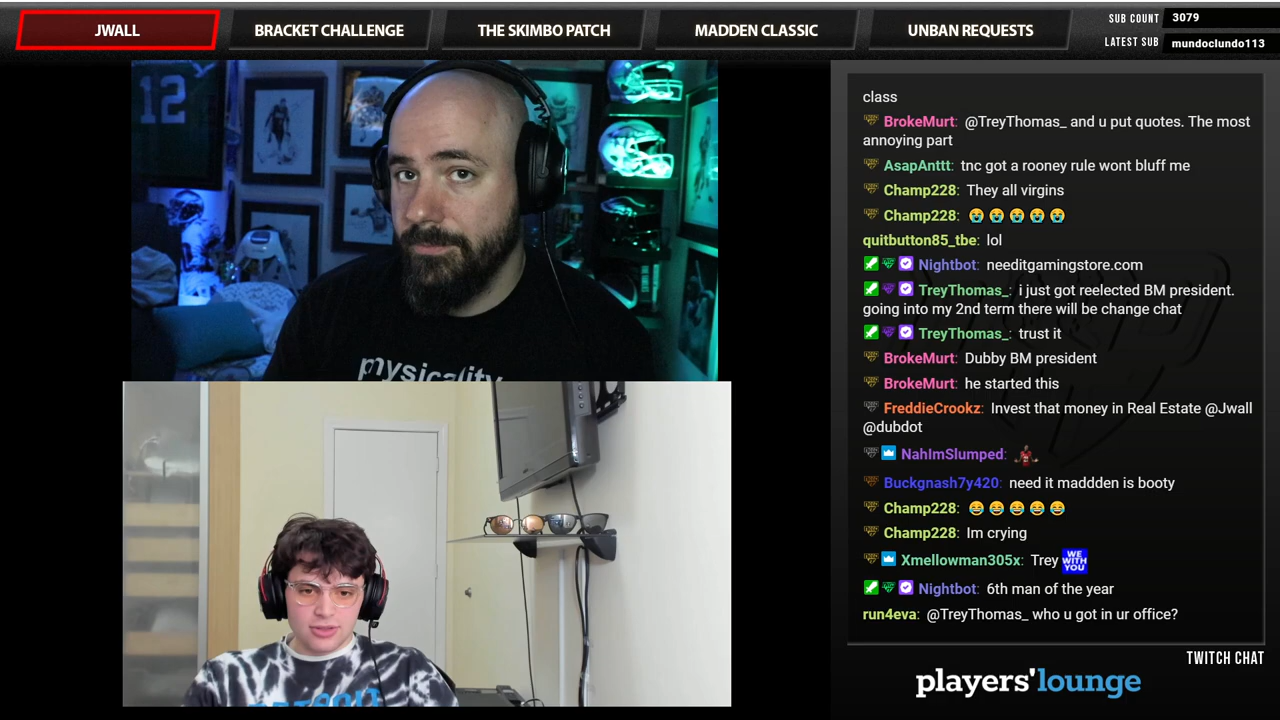 JWALL
BRACKET CHALLENGE
THE SKIMBO PATCH
MADDEN CLASSIC
UNBAN REQUESTS
SUB COUNT 3079
LATEST SUB mundoclundo113
12
physicality
class
BrokeMurt: @TreyThomas_ and u put quotes. The most
annoying part
AsapAnttt: tnc got a rooney rule wont bluff me
Champ228: They all virgins
Champ228: 😭 😭 😭 😭 😭
quitbutton85_tbe: lol
Nightbot: needitgamingstore.com
TreyThomas_: i just got reelected BM president.
going into my 2nd term there will be change chat
TreyThomas_: trust it
BrokeMurt: Dubby BM president
BrokeMurt: he started this
FreddieCrookz: Invest that money in Real Estate @Jwall
@dubdot
NahImSlumped:
Buckgnash7y420: need it maddden is booty
Champ228: 😂 😂 😂 😂 😂
Champ228: Im crying
Xmellowman305x: Trey WE WITH YOU
Nightbot: 6th man of the year
run4eva: @TreyThomas_ who u got in ur office?
TWITCH CHAT
players'lounge